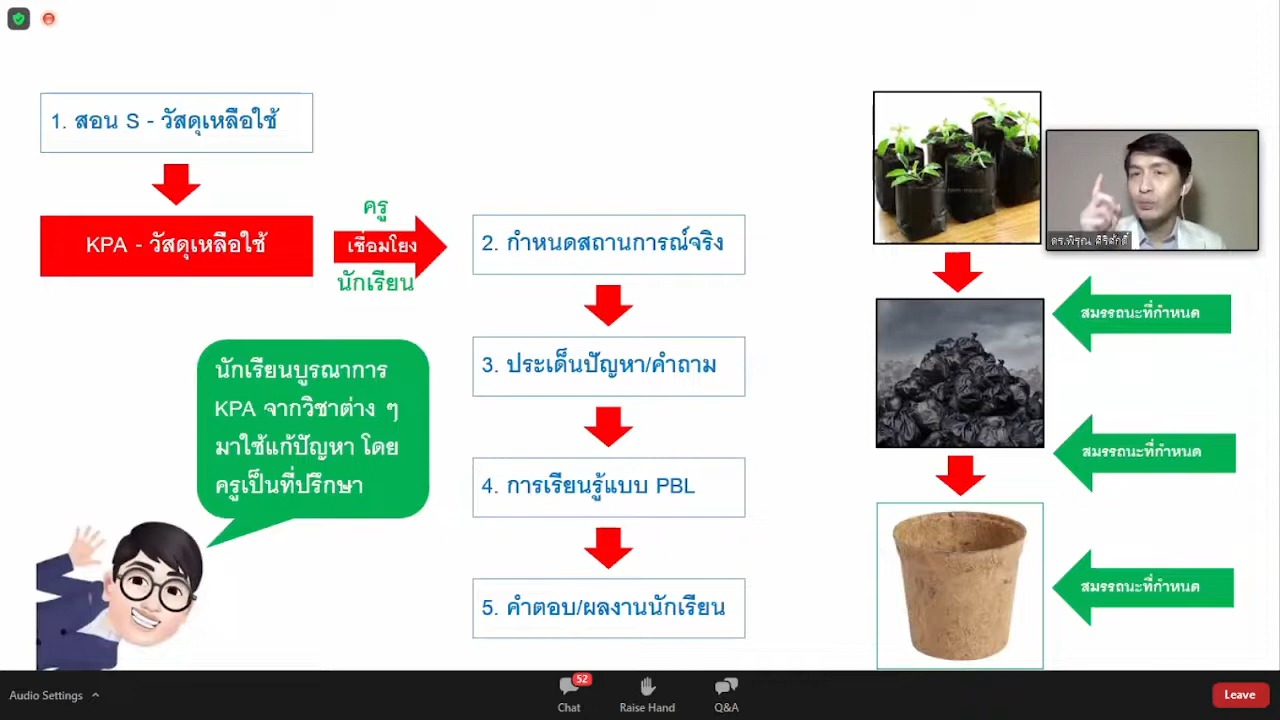 1. สอน S - วัสดุเหลือใช้
KPA - วัสดุเหลือใช้
ครู
เชื่อมโยง
นักเรียน
2. กำหนดสถานการณ์จริง
3. ประเด็นปัญหา/คำถาม
4. การเรียนรู้แบบ PBL
5. คำตอบ/ผลงานนักเรียน
นักเรียนบูรณาการ
KPA จากวิชาต่าง ๆ
มาใช้แก้ปัญหา โดย
ครูเป็นที่ปรึกษา
ดร.พิรุณ ศิริศักดิ์
สมรรถนะที่กำหนด
สมรรถนะที่กำหนด
สมรรถนะที่กำหนด
Audio Settings
52
Chat
Raise Hand
Q&A
Leave